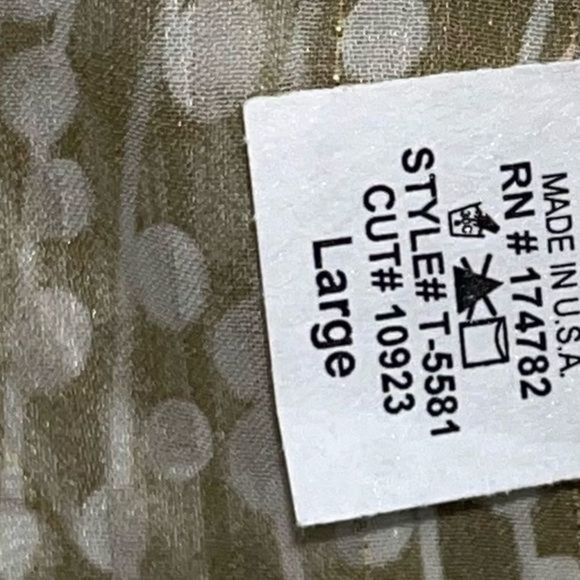 MADE IN U.S.A.
RN # 174782
STYLE# T-5581
CUT# 10923
Large